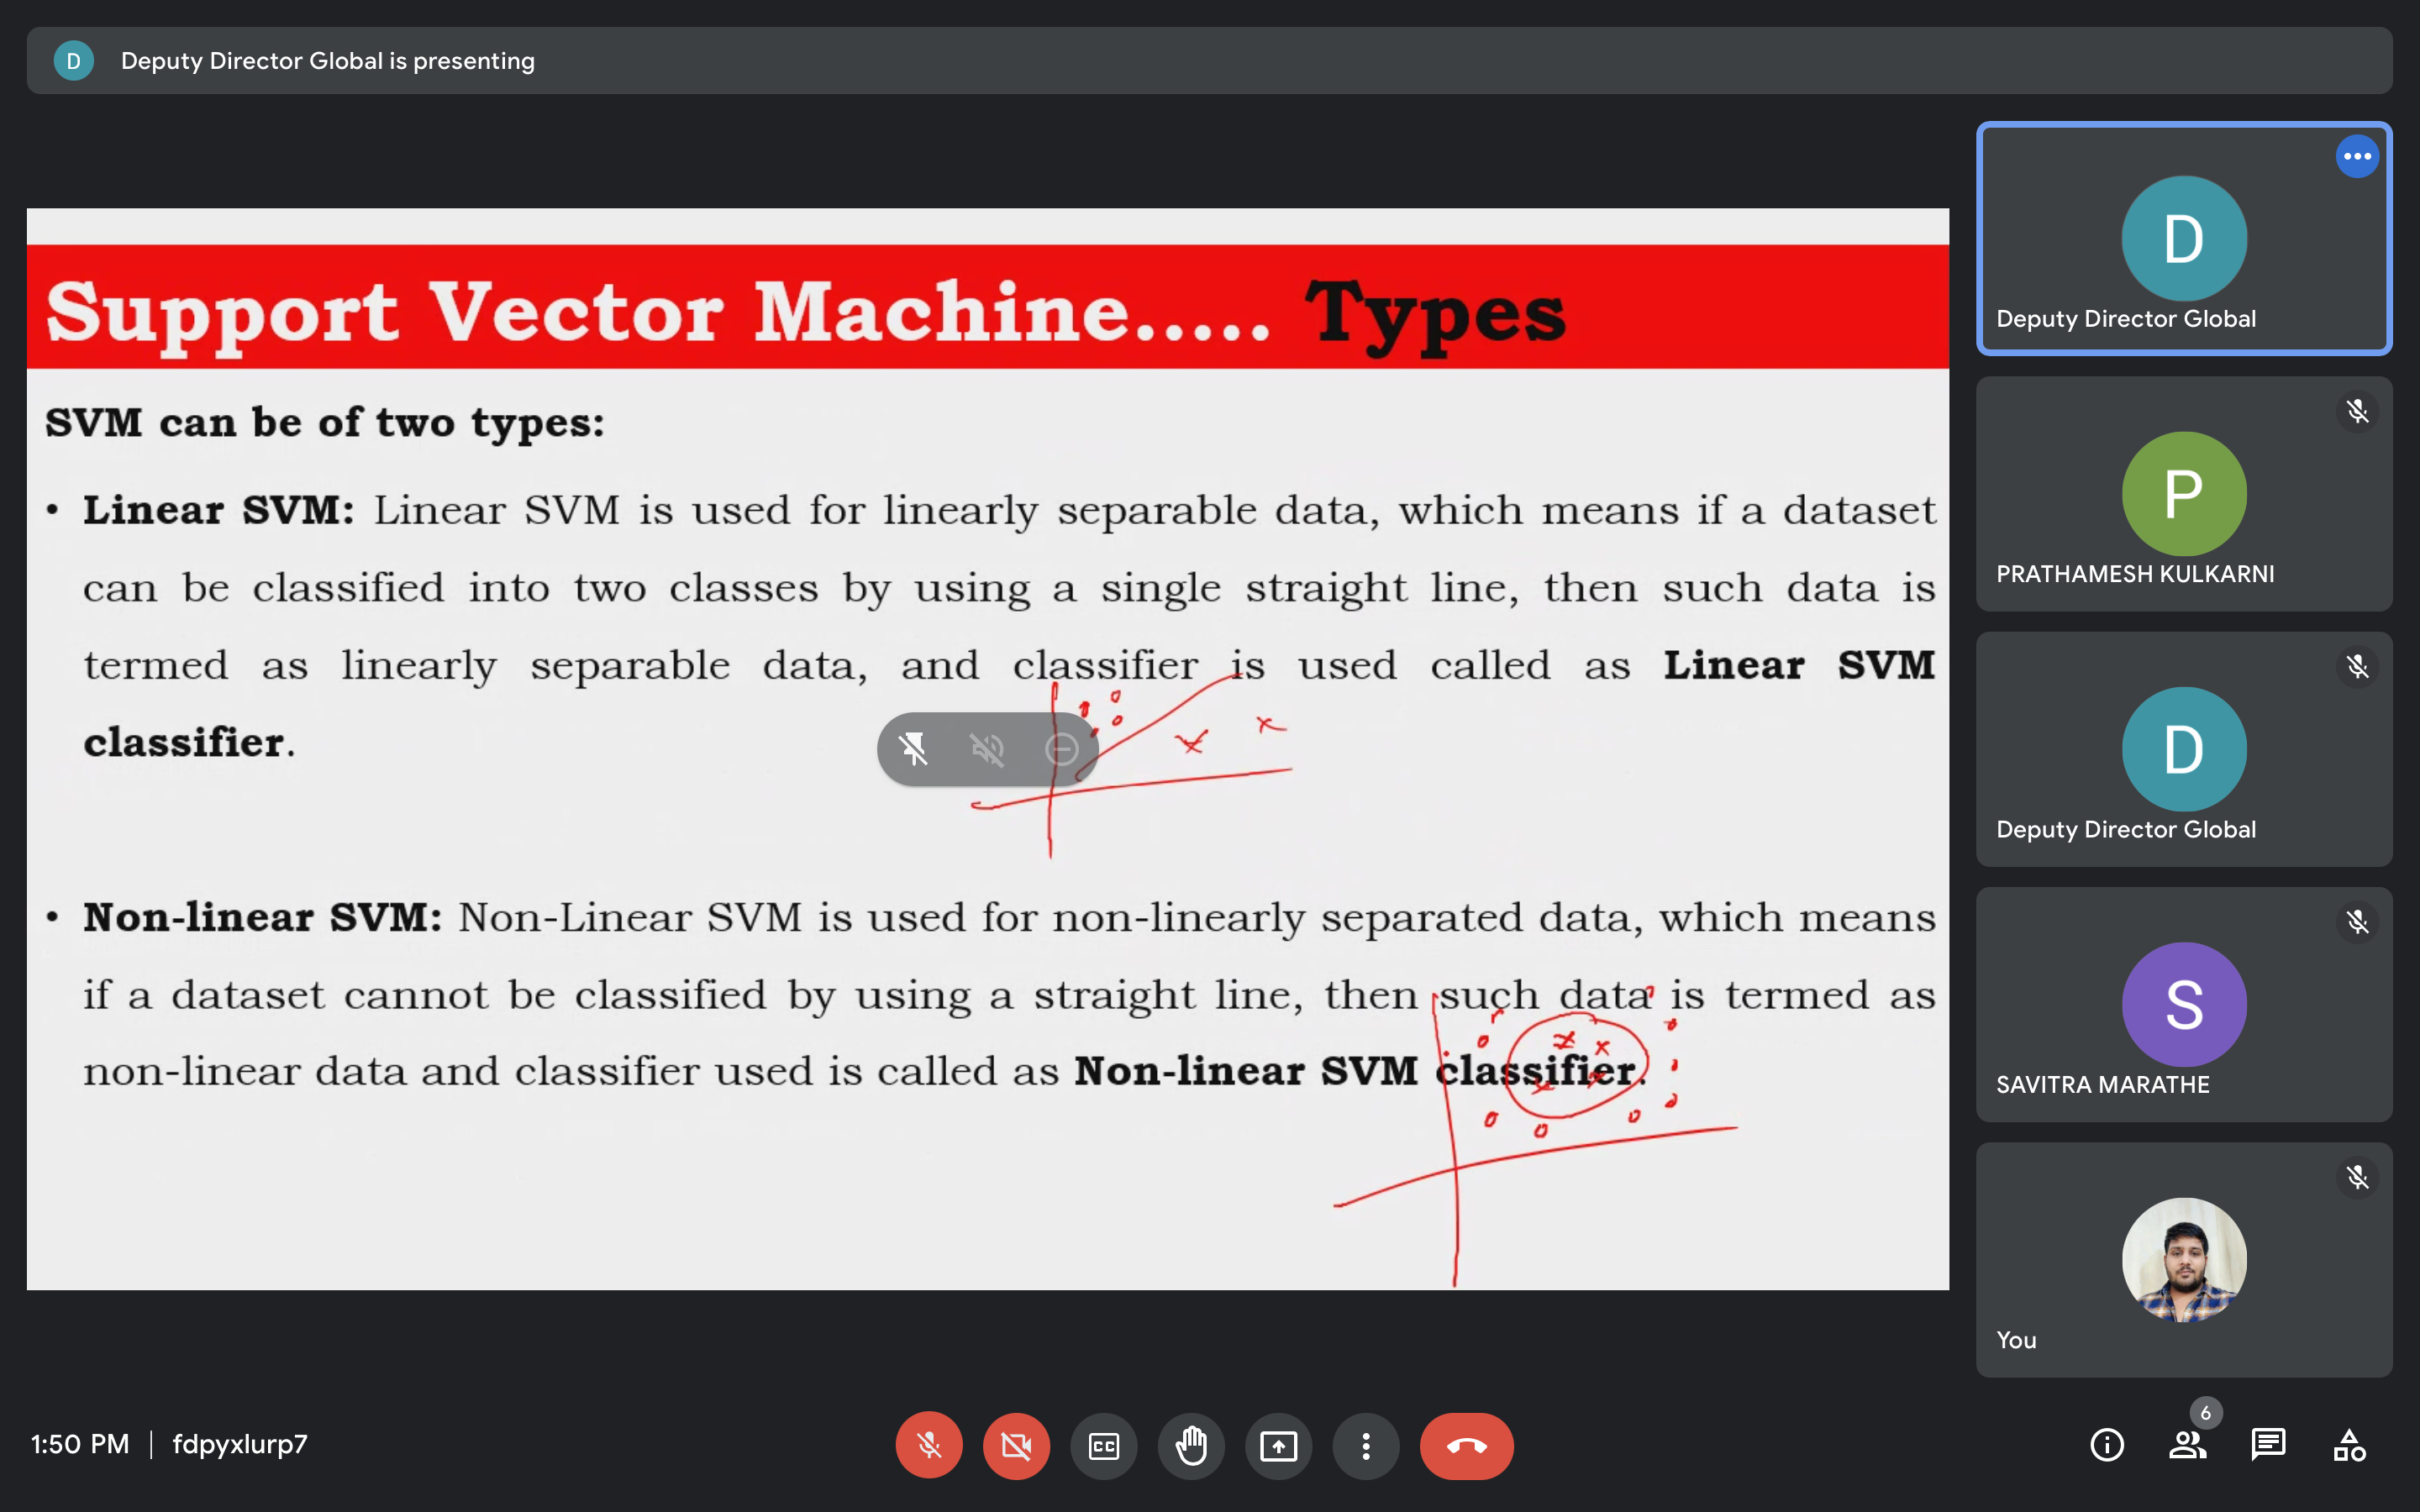 D Deputy Director Global is presenting
Support Vector Machine..... Types
SVM can be of two types:
• Linear SVM: Linear SVM is used for linearly separable data, which means if a dataset
can be classified into two classes by using a single straight line, then such data is
termed as linearly separable data, and classifier is used called as Linear SVM
classifier.
• Non-linear SVM: Non-Linear SVM is used for non-linearly separated data, which means
if a dataset cannot be classified by using a straight line, then such data is termed as
non-linear data and classifier used is called as Non-linear SVM classifier.
D
Deputy Director Global
P
PRATHAMESH KULKARNI
D
Deputy Director Global
S
SAVITRA MARATHE
You
1:50 PM | fdpyxlurp7
CC
6